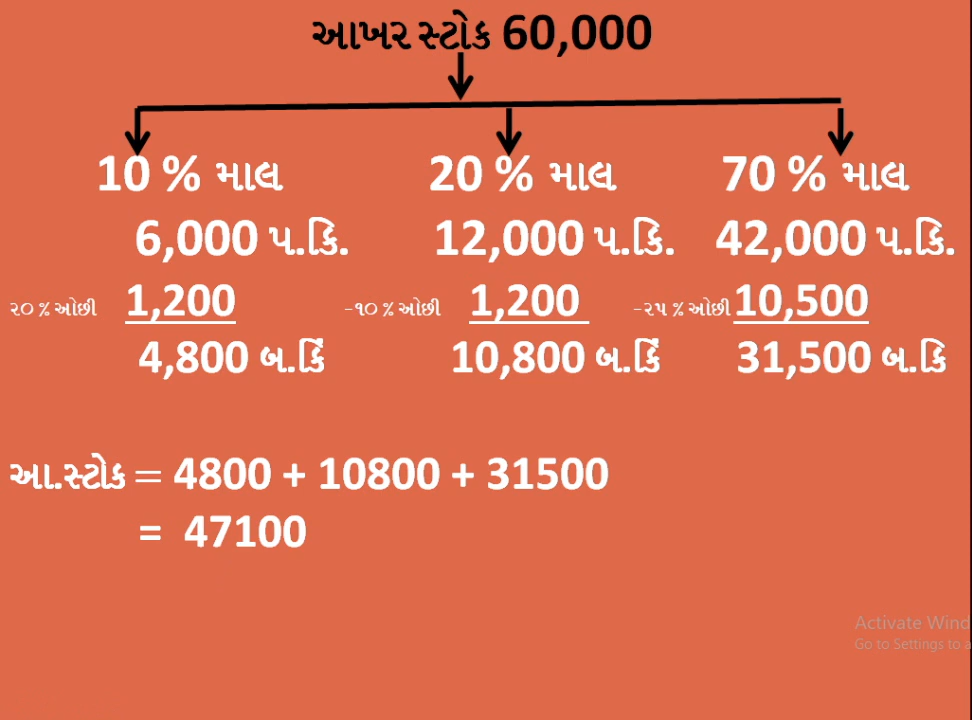 આખર સ્ટોક 60,000
10 % માલ 20 % માલ 70 % માલ
6,000 પ.કિ. 12,000 પ.કિ. 42,000 પ.કિ.
૨૦ % ઓછી 1,200 -૧૦ % ઓછી 1,200 -૨૫ % ઓછી 10,500
4,800 બ.કિં 10,800 બ.કિં 31,500 બ.કિ
આ.સ્ટોક = 4800 + 10800 + 31500
= 47100
Activate Wind
Go to Settings to a